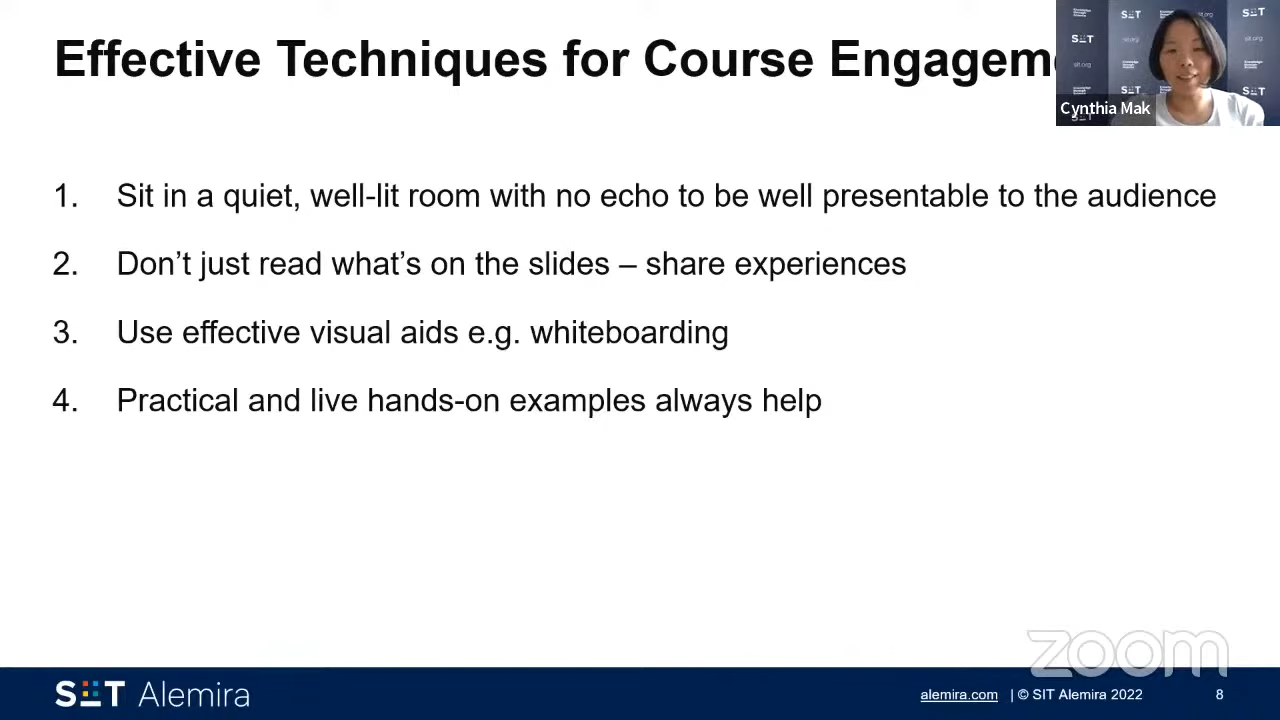 Effective Techniques for Course Engagem
Cynthia Mak
1. Sit in a quiet, well-lit room with no echo to be well presentable to the audience
2. Don’t just read what’s on the slides – share experiences
3. Use effective visual aids e.g. whiteboarding
4. Practical and live hands-on examples always help
zoom
SIT Alemira
alemira.com | © SIT Alemira 2022 8